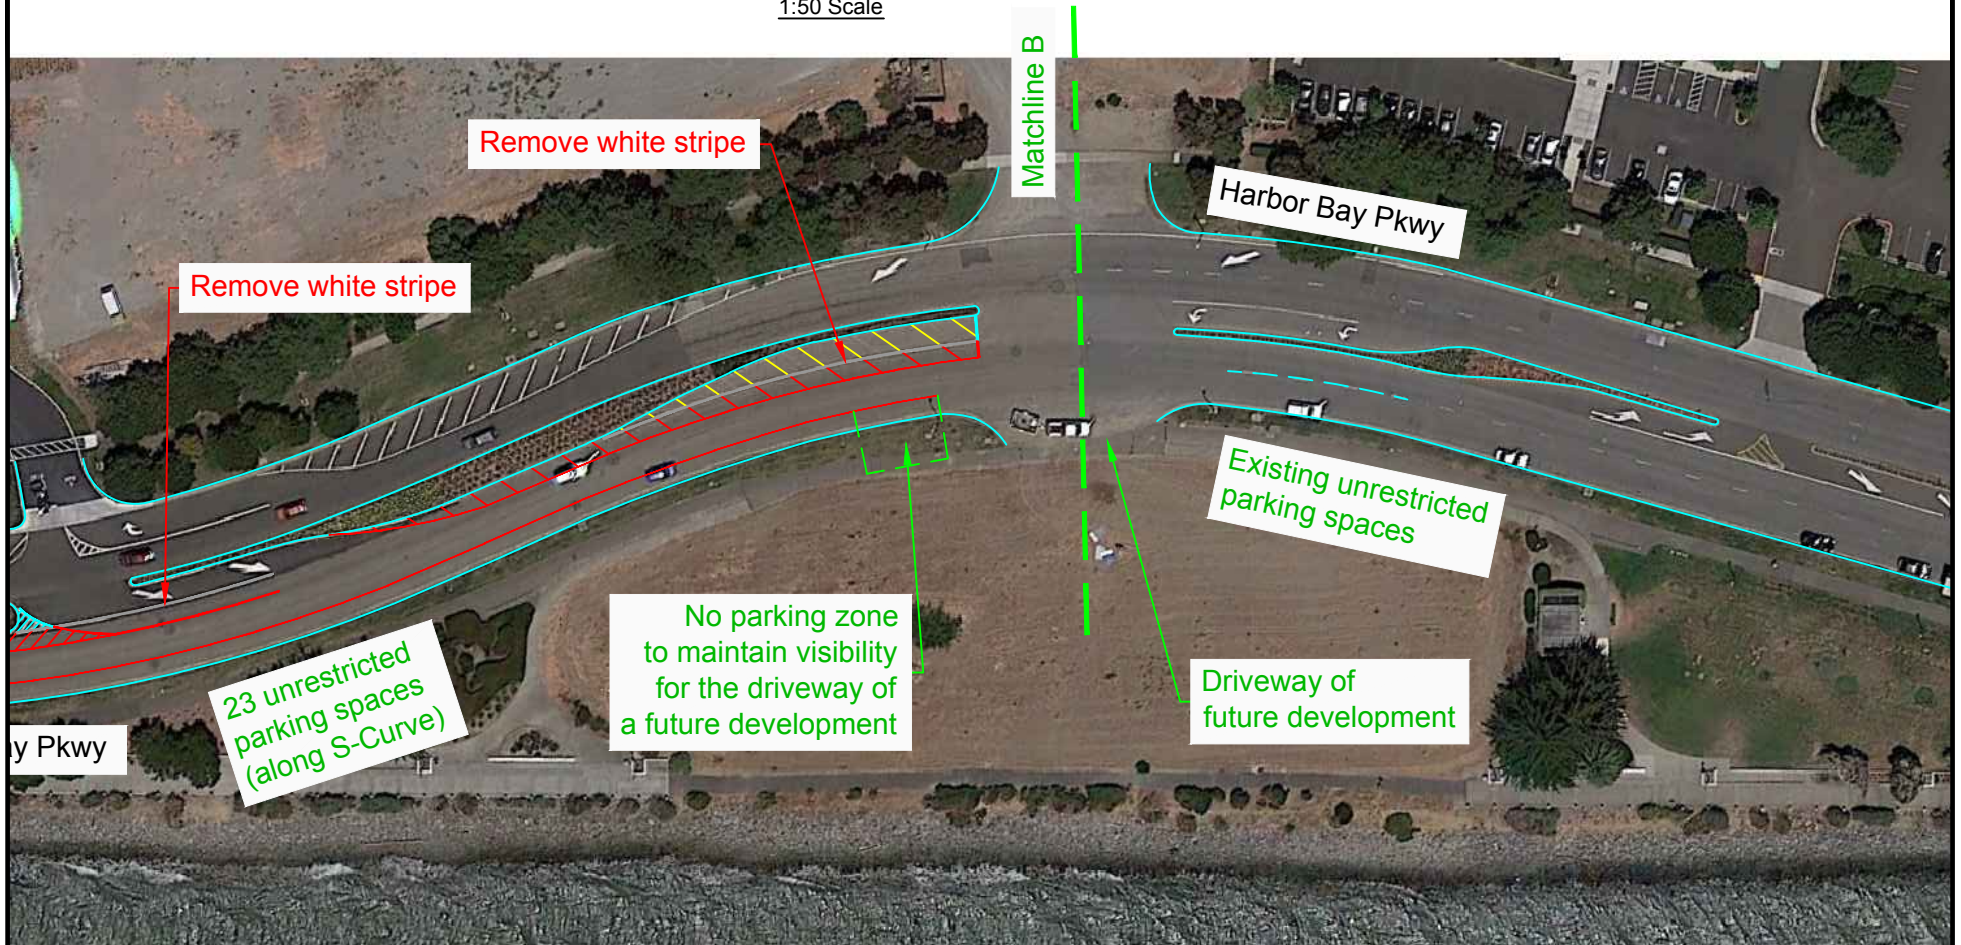 1:50 Scale
Matchline B
Remove white stripe
Harbor Bay Pkwy
Remove white stripe
Existing unrestricted
parking spaces
No parking zone
to maintain visibility
for the driveway of
a future development
23 unrestricted
parking spaces
(along S-Curve)
Driveway of
future development
ay Pkwy